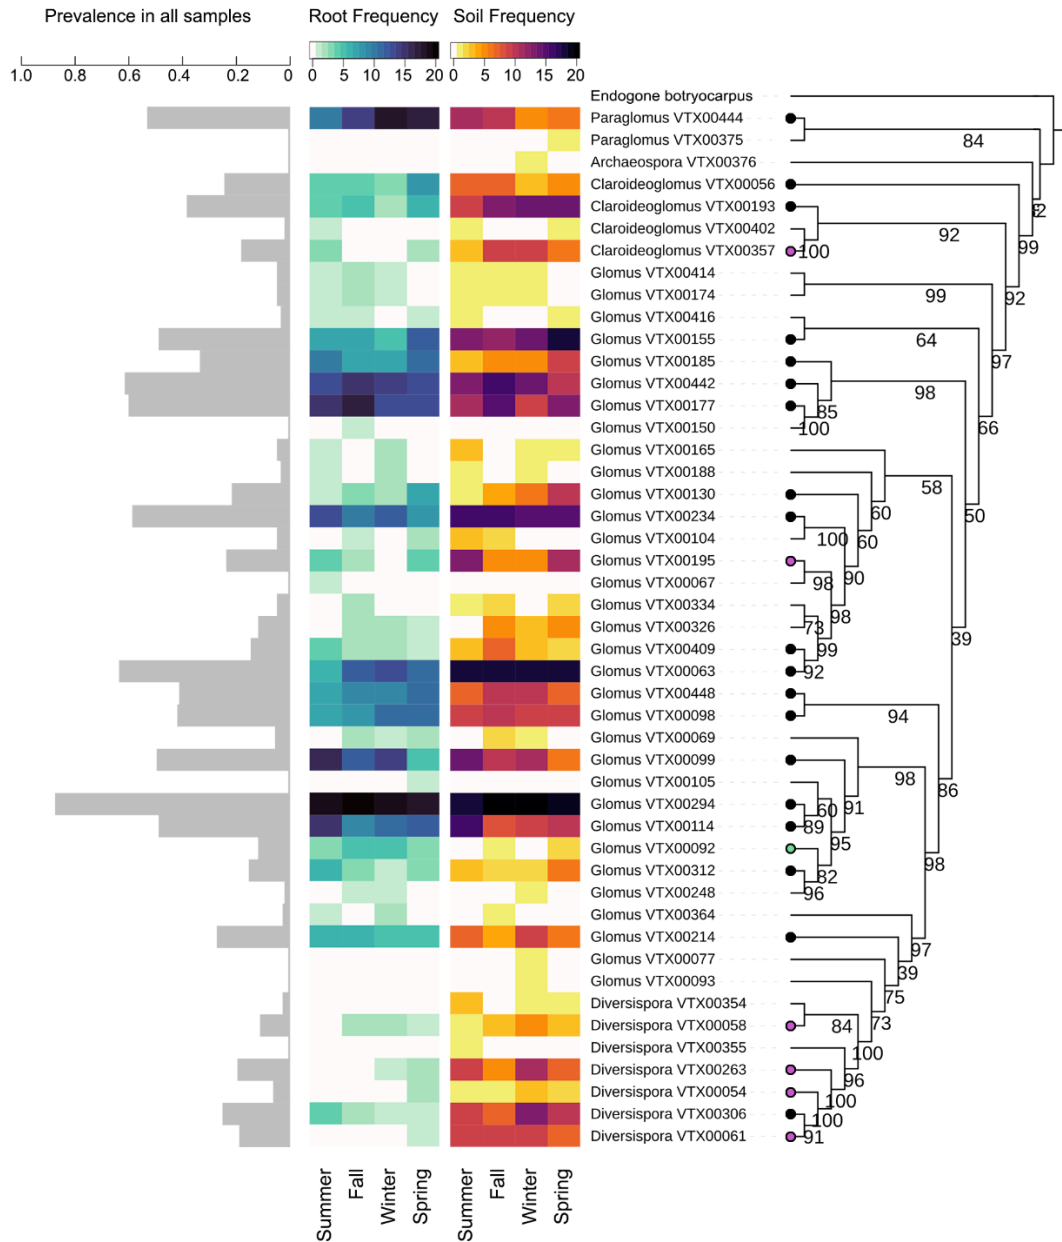 Prevalence in all samples
Root Frequency
Soil Frequency
1.0 0.8 0.6 0.4 0.2 0
0 5 10 15 20
0 5 10 15 20
Endogone botryocarpus
Paraglomus VTX00444
Paraglomus VTX00375
84
Archaeospora VTX00376
Claroideoglomus VTX00056
Claroideoglomus VTX00193
Claroideoglomus VTX00402
92
99
Claroideoglomus VTX00357
100
Glomus VTX00414
Glomus VTX00174
99
92
Glomus VTX00416
Glomus VTX00155
64
Glomus VTX00185
97
Glomus VTX00442
98
Glomus VTX00177
85
Glomus VTX00150
100
66
Glomus VTX00165
Glomus VTX00188
58
Glomus VTX00130
Glomus VTX00234
60
50
Glomus VTX00104
100
60
Glomus VTX00195
Glomus VTX00067
98
90
Glomus VTX00334
98
Glomus VTX00326
73
39
Glomus VTX00409
99
Glomus VTX00063
92
Glomus VTX00448
Glomus VTX00098
94
Glomus VTX00069
Glomus VTX00099
98
Glomus VTX00105
86
Glomus VTX00294
60
91
Glomus VTX00114
89
95
Glomus VTX00092
98
Glomus VTX00312
82
Glomus VTX00248
96
Glomus VTX00364
Glomus VTX00214
97
Glomus VTX00077
39
Glomus VTX00093
75
Diversispora VTX00354
Diversispora VTX00058
84
73
Diversispora VTX00355
100
Diversispora VTX00263
96
Diversispora VTX00054
100
Diversispora VTX00306
100
Diversispora VTX00061
91
Summer
Fall
Winter
Spring
Summer
Fall
Winter
Spring